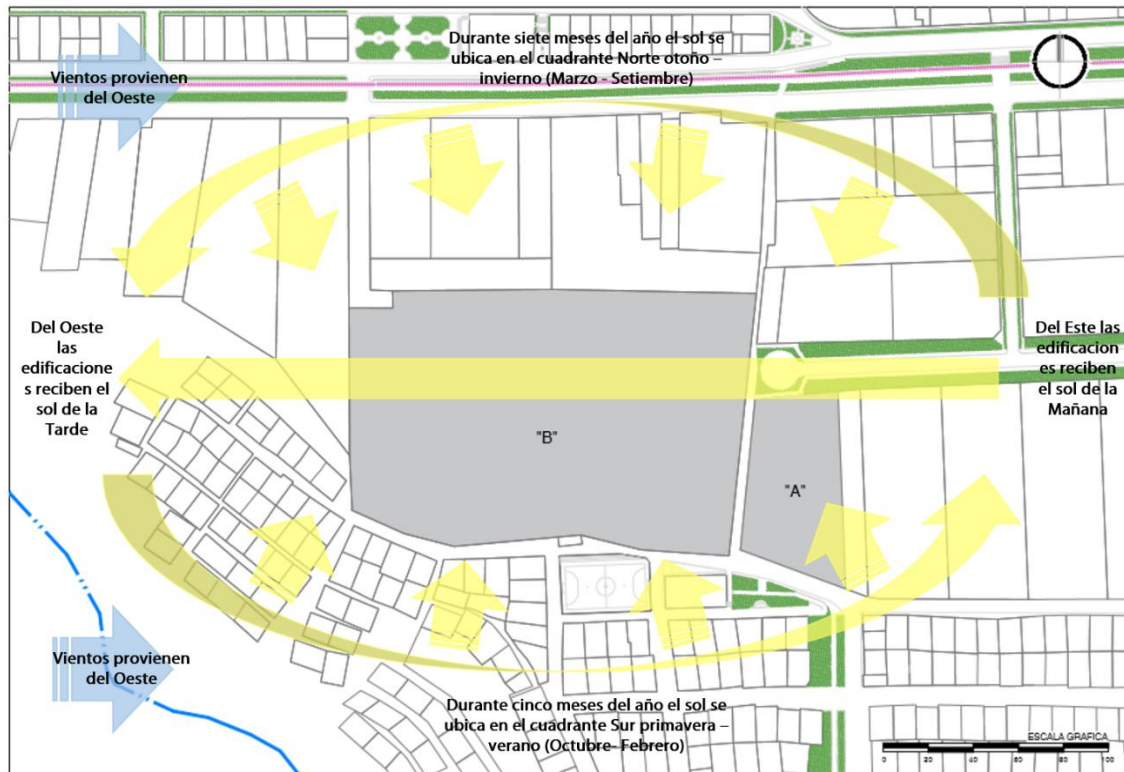 Durante siete meses del año el sol se
ubica en el cuadrante Norte otoño –
invierno (Marzo - Setiembre)
Vientos provienen
del Oeste
Del Oeste
las
edificacione
s reciben el
sol de la
Tarde
Del Este las
edificacion
es reciben
el sol de la
Mañana
"B"
"A"
Vientos provienen
del Oeste
Durante cinco meses del año el sol se
ubica en el cuadrante Sur primavera –
verano (Octubre- Febrero)
ESCALA GRAFICA
0 20 40 60 80 100